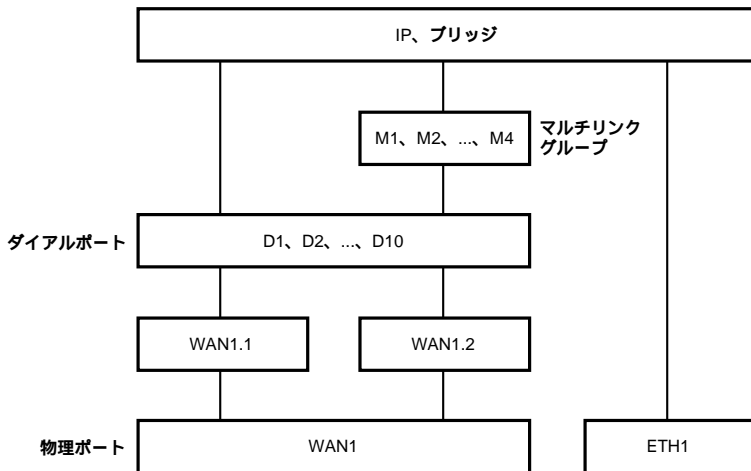 IP、ブリッジ
M1、M2、...、M4
マルチリンク
グループ
ダイアルポート
D1、D2、...、D10
WAN1.1
WAN1.2
物理ポート
WAN1
ETH1